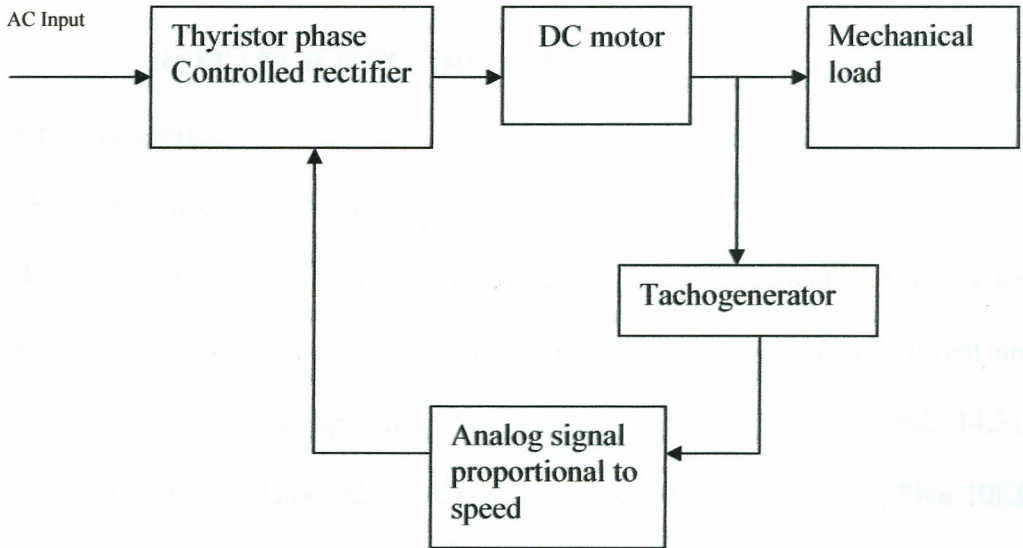 AC Input
Thyristor phase
Controlled rectifier
DC motor
Mechanical
load
Tachogenerator
Analog signal
proportional to
speed